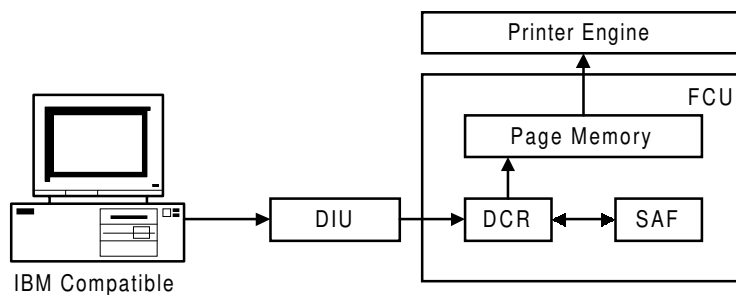 Printer Engine
FCU
Page Memory
DIU
DCR
SAF
IBM Compatible